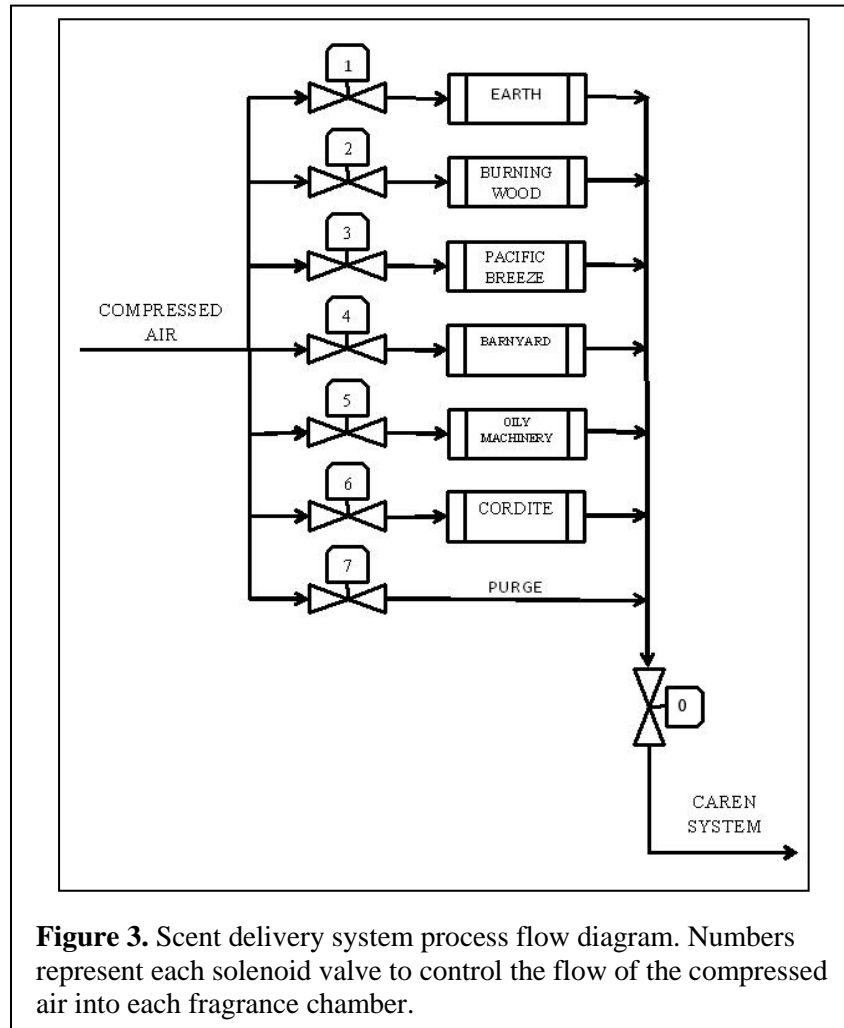 1
EARTH
2
BURNING
WOOD
3
PACIFIC
BREEZE
COMPRESSED
AIR
4
BARNYARD
5
OILY
MACHINERY
6
CORDITE
7
PURGE
0
CAREN
SYSTEM
Figure 3. Scent delivery system process flow diagram. Numbers
represent each solenoid valve to control the flow of the compressed
air into each fragrance chamber.